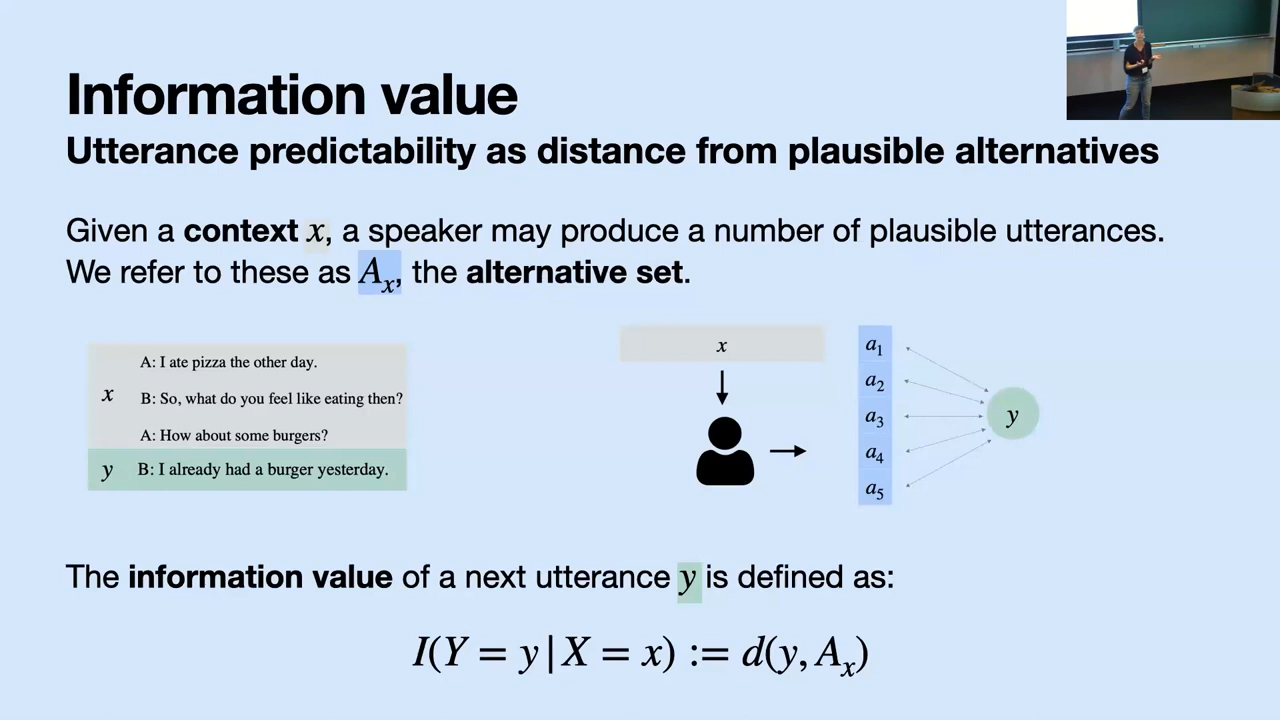 Information value
Utterance predictability as distance from plausible alternatives
Given a context x, a speaker may produce a number of plausible utterances.
We refer to these as Aₓ, the alternative set.
x
A: I ate pizza the other day.
B: So, what do you feel like eating then?
A: How about some burgers?
y B: I already had a burger yesterday.
x
a₁
a₂
a₃
a₄
a₅
y
The information value of a next utterance y is defined as:
I(Y = y | X = x) := d(y, Aₓ)